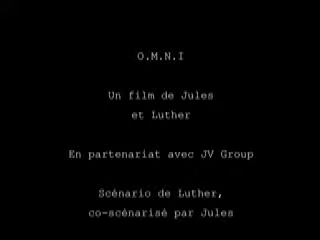 O.M.N.I
Un film de Jules
et Luther
En partenariat avec JV Group
Scénario de Luther,
co-scénarisé par Jules